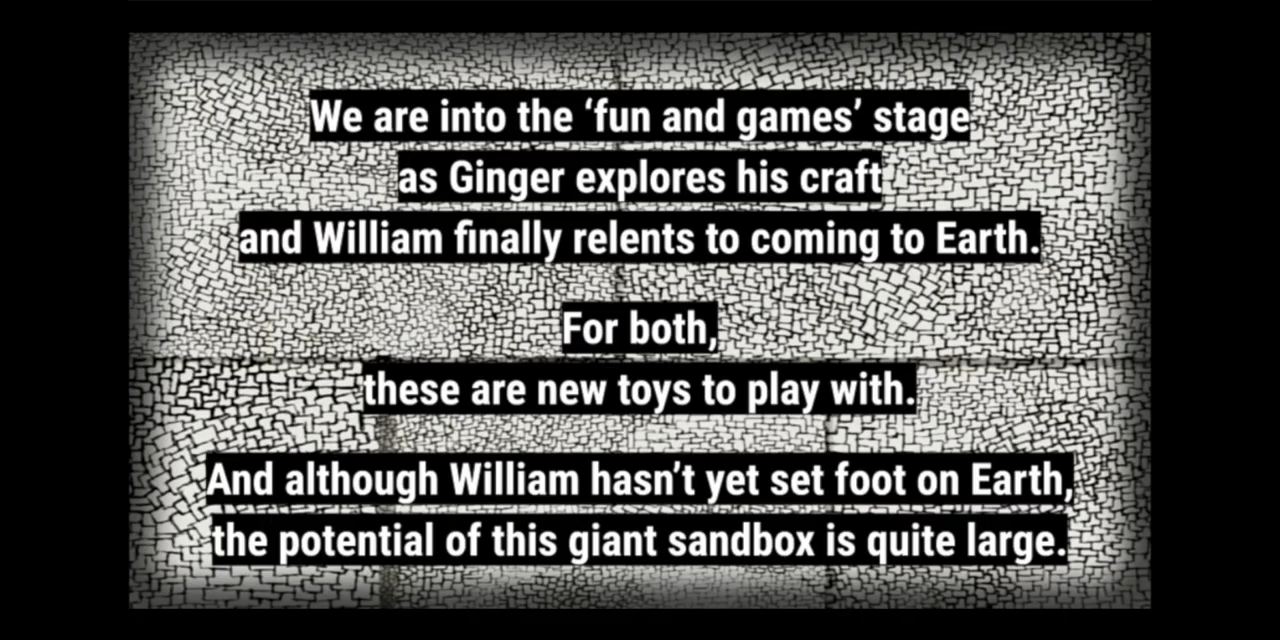 We are into the ‘fun and games’ stage
as Ginger explores his craft
and William finally relents to coming to Earth.
For both,
these are new toys to play with.
And although William hasn’t yet set foot on Earth,
the potential of this giant sandbox is quite large.